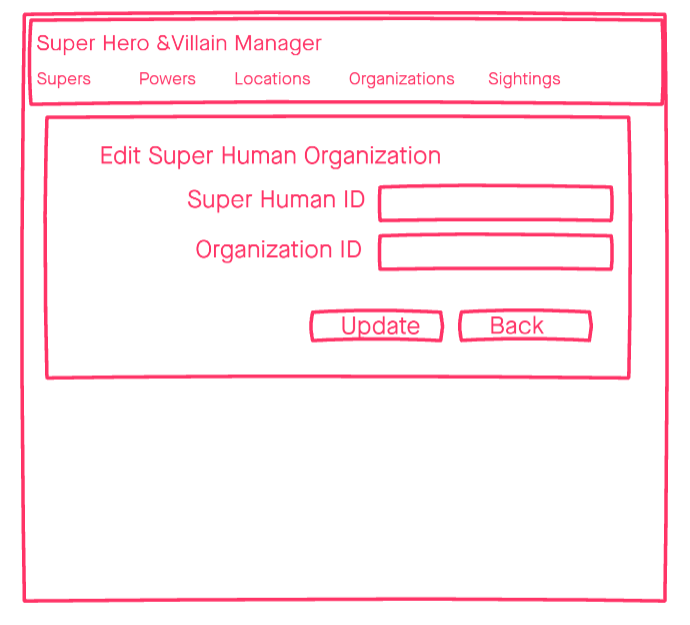 Super Hero &Villain Manager
Supers Powers Locations Organizations Sightings
Edit Super Human Organization
Super Human ID
Organization ID
Update Back